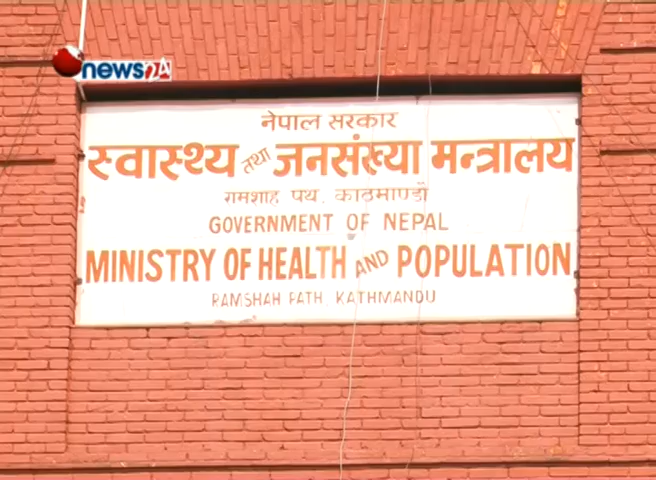 news24
नेपाल सरकार
स्वास्थ्य तथा जनसंख्या मन्त्रालय
रामशाह पथ, काठमाण्डौ
GOVERNMENT OF NEPAL
MINISTRY OF HEALTH AND POPULATION
RAMSHAH PATH, KATHMANDU